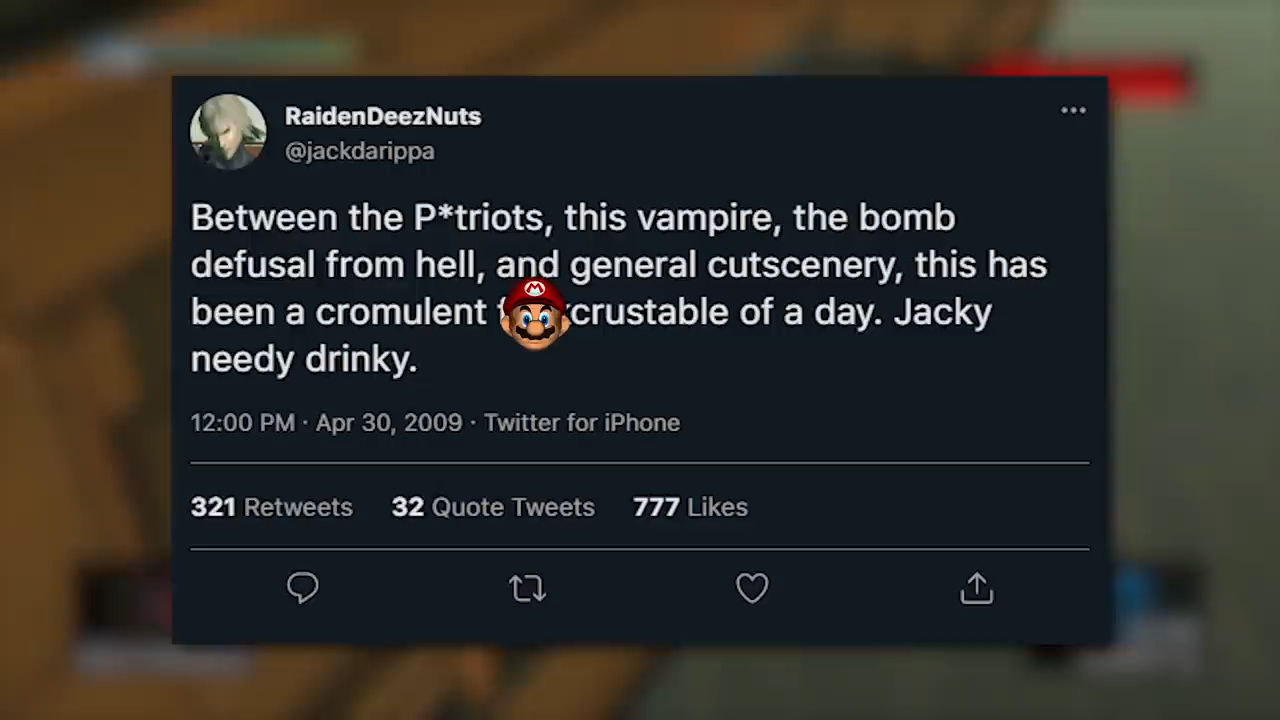 RaidenDeezNuts
@jackdarippa
Between the P*triots, this vampire, the bomb
defusal from hell, and general cutscenery, this has
been a cromulent of a day. Jacky
needy drinky.
12:00 PM · Apr 30, 2009 · Twitter for iPhone
321 Retweets 32 Quote Tweets 777 Likes